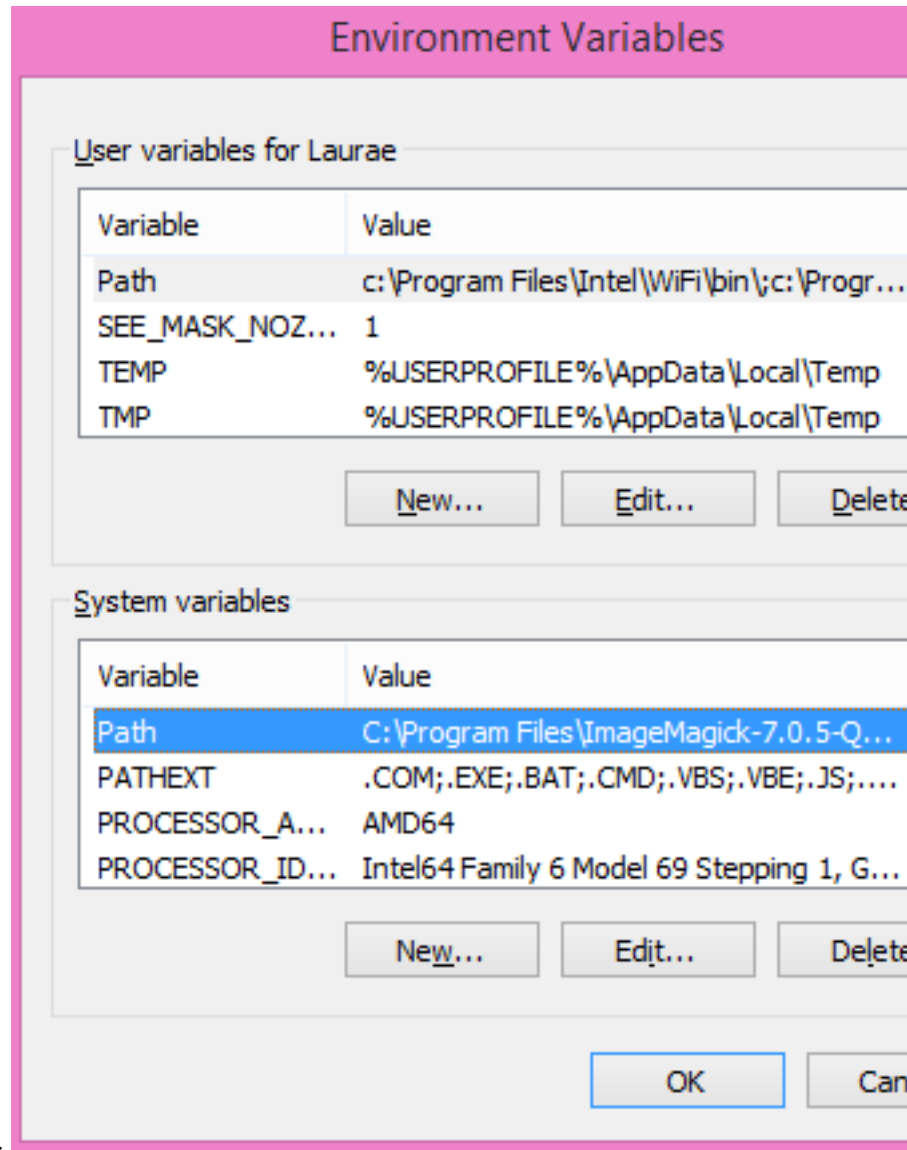 Environment Variables
User variables for Laurae
Variable Value
Path c:\Program Files\Intel\WiFi\bin\;c:\Progr...
SEE_MASK_NOZ... 1
TEMP %USERPROFILE%\AppData\Local\Temp
TMP %USERPROFILE%\AppData\Local\Temp
New... Edit... Delete
System variables
Variable Value
Path C:\Program Files\ImageMagick-7.0.5-Q...
PATHEXT .COM;.EXE;.BAT;.CMD;.VBS;.VBE;.JS;....
PROCESSOR_A... AMD64
PROCESSOR_ID... Intel64 Family 6 Model 69 Stepping 1, G...
New... Edit... Delete
OK Can